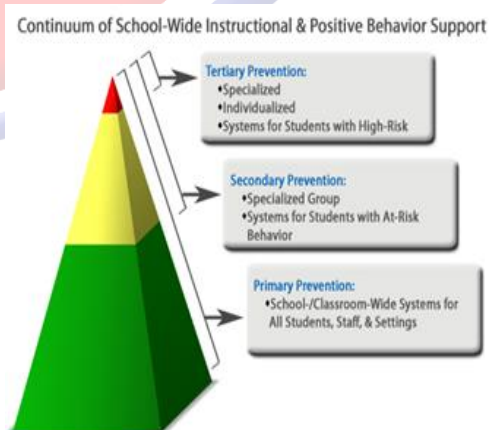 Continuum of School-Wide Instructional & Positive Behavior Support
Tertiary Prevention:
•Specialized
•Individualized
•Systems for Students with High-Risk
Secondary Prevention:
•Specialized Group
•Systems for Students with At-Risk
Behavior
Primary Prevention:
•School-/Classroom-Wide Systems for
All Students, Staff, & Settings